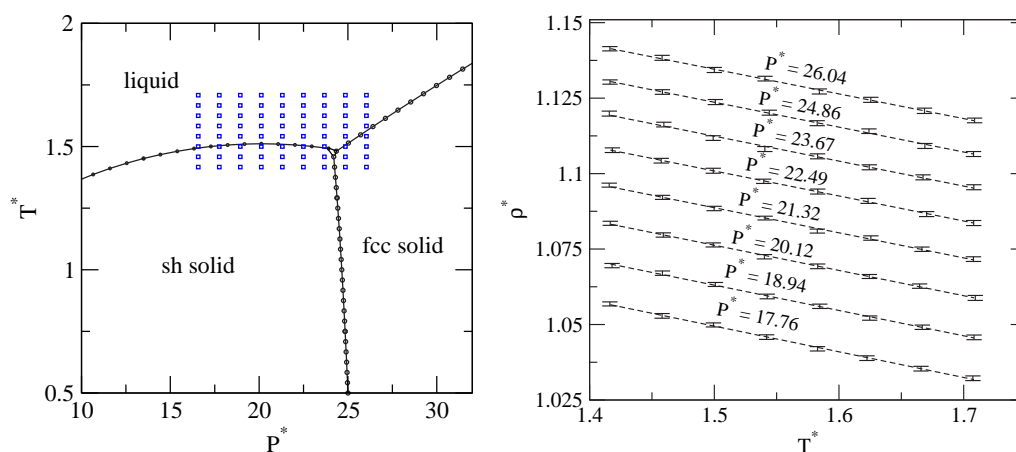 2
1.5
1
0.5
10
15
20
25
30
T*
P*
liquid
sh solid
fcc solid
1.15
1.125
1.1
1.075
1.05
1.025
1.4
1.5
1.6
1.7
ρ*
T*
P* = 26.04
P* = 24.86
P* = 23.67
P* = 22.49
P* = 21.32
P* = 20.12
P* = 18.94
P* = 17.76